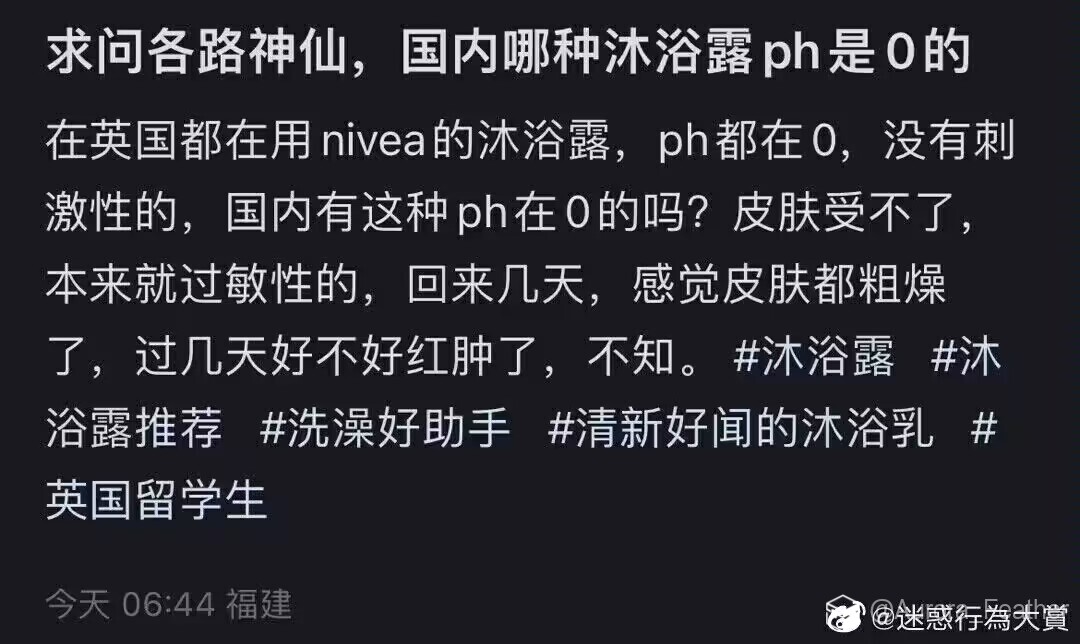 求问各路神仙，国内哪种沐浴露ph是0的
在英国都在用nivea的沐浴露，ph都在0，没有刺
激性的，国内有这种ph在0的吗？皮肤受不了，
本来就过敏性的，回来几天，感觉皮肤都粗燥
了，过几天好不好红肿了，不知。#沐浴露 #沐
浴露推荐 #洗澡好助手 #清新好闻的沐浴乳 #
英国留学生
今天 06:44 福建
@迷惑行為大賞